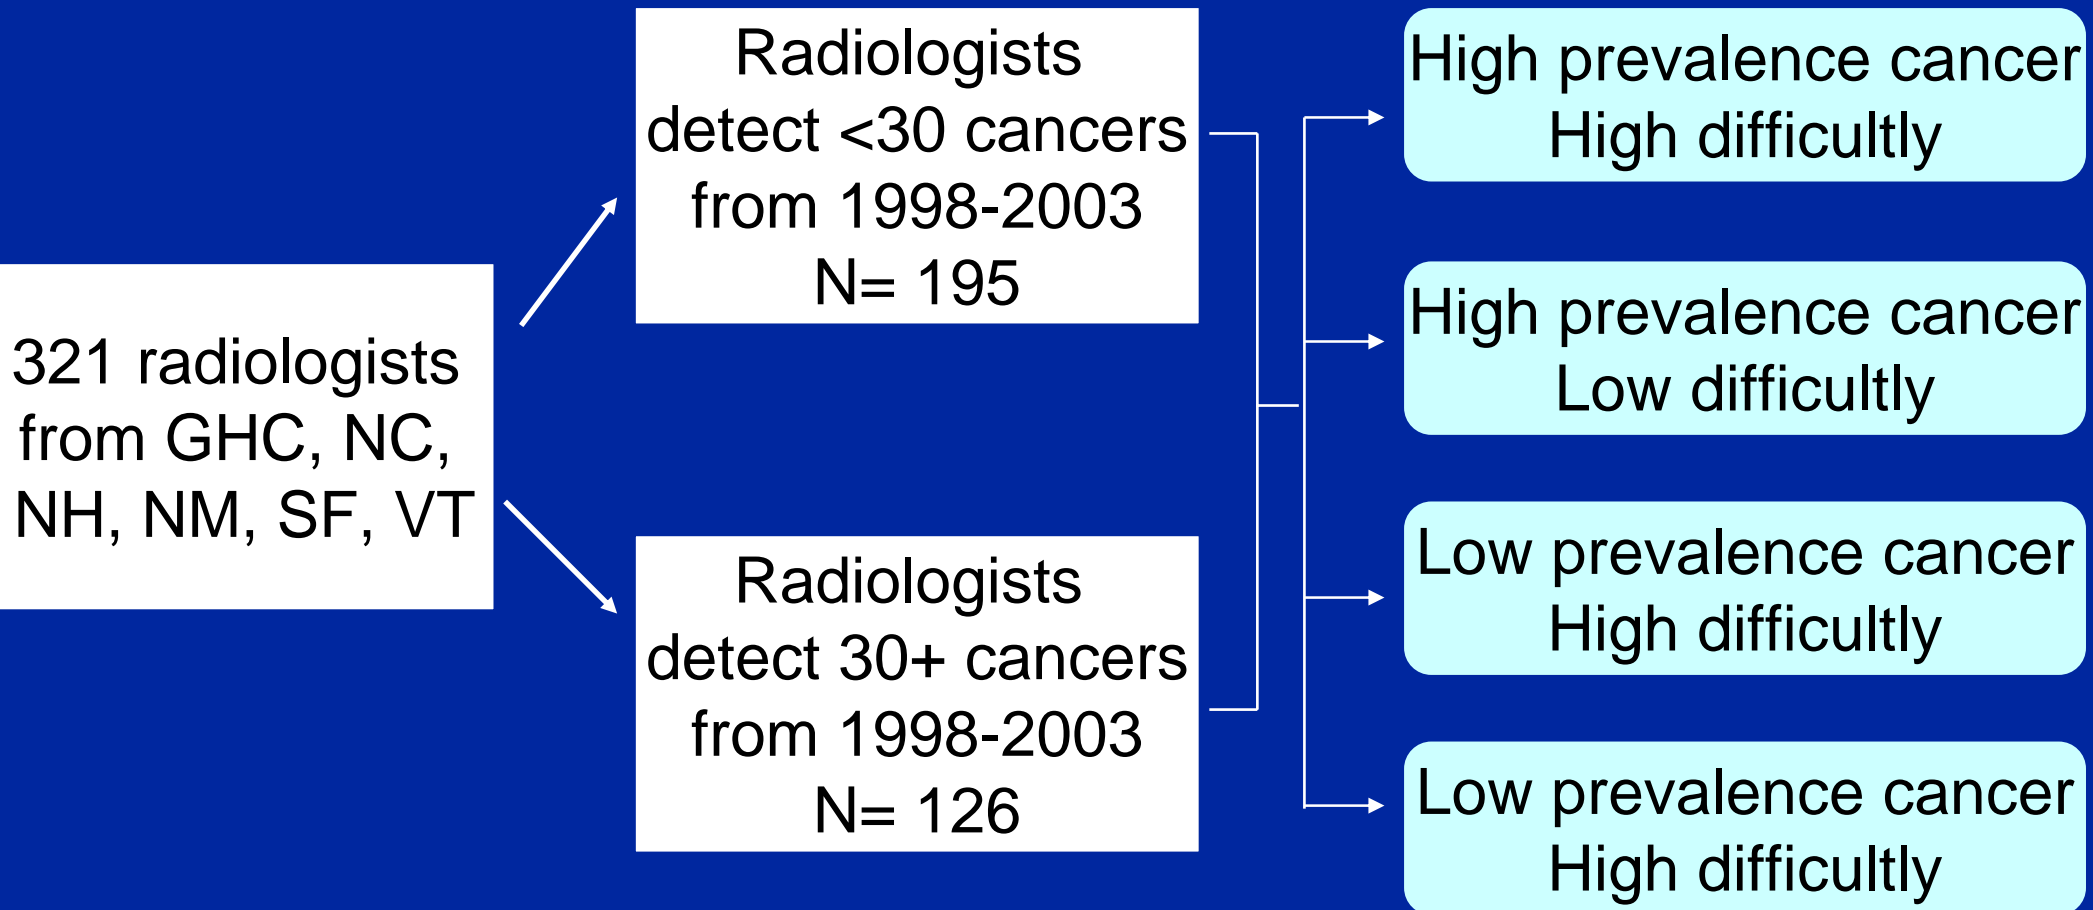 321 radiologists
from GHC, NC,
NH, NM, SF, VT
Radiologists
detect <30 cancers
from 1998-2003
N= 195
Radiologists
detect 30+ cancers
from 1998-2003
N= 126
High prevalence cancer
High difficultly
High prevalence cancer
Low difficultly
Low prevalence cancer
High difficultly
Low prevalence cancer
High difficultly